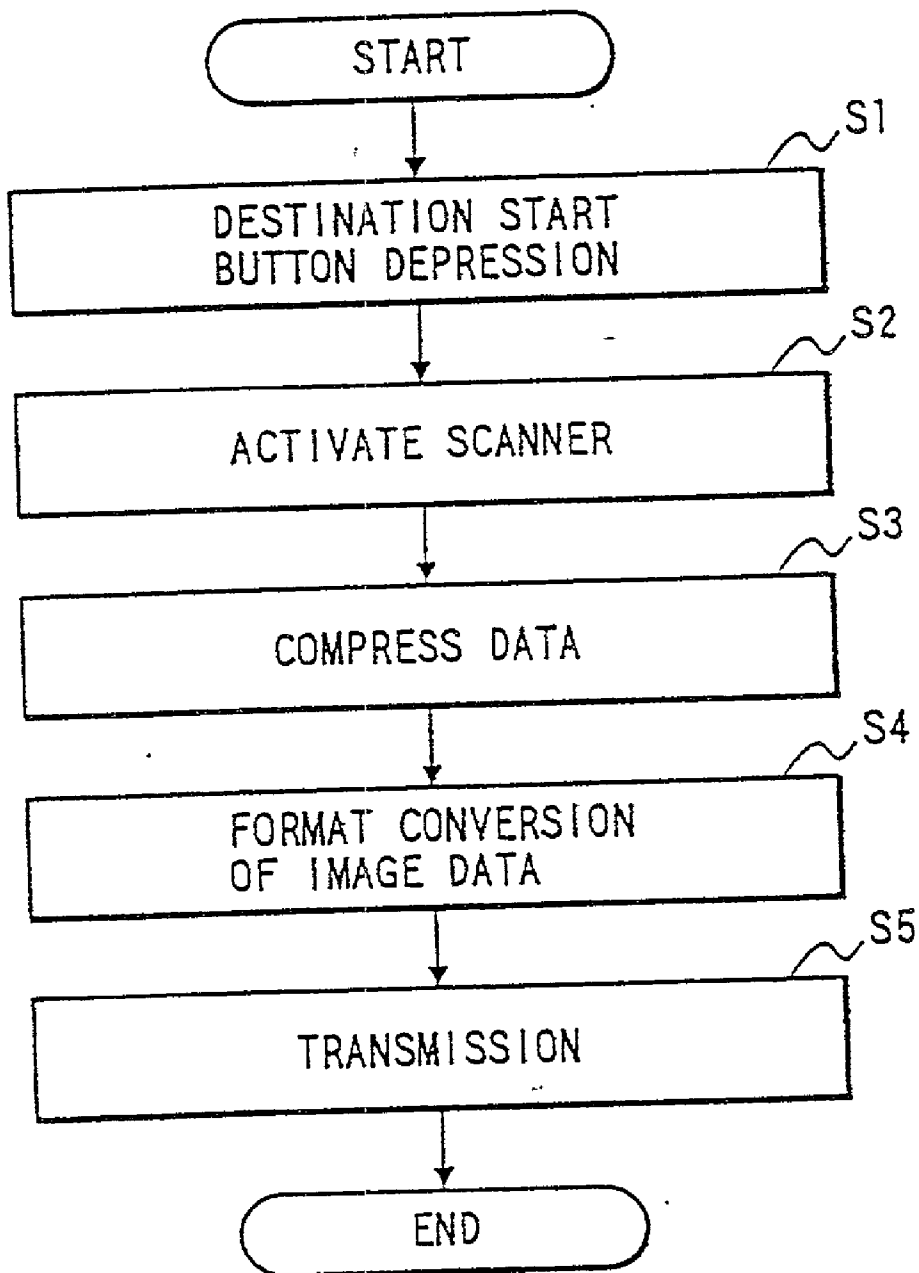 START
S1
DESTINATION START
BUTTON DEPRESSION
S2
ACTIVATE SCANNER
S3
COMPRESS DATA
S4
FORMAT CONVERSION
OF IMAGE DATA
S5
TRANSMISSION
END